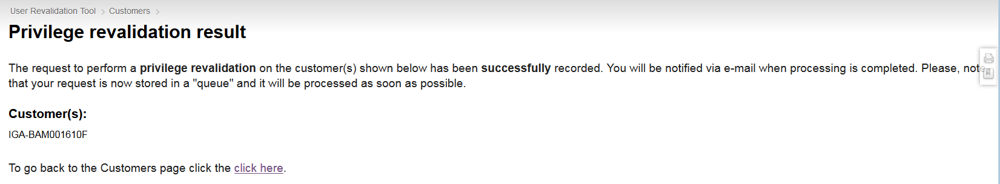 User Revalidation Tool > Customers >
Privilege revalidation result
The request to perform a privilege revalidation on the customer(s) shown below has been successfully recorded. You will be notified via e-mail when processing is completed. Please, note
that your request is now stored in a "queue" and it will be processed as soon as possible.
Customer(s):
IGA-BAM001610F
To go back to the Customers page click the click here.